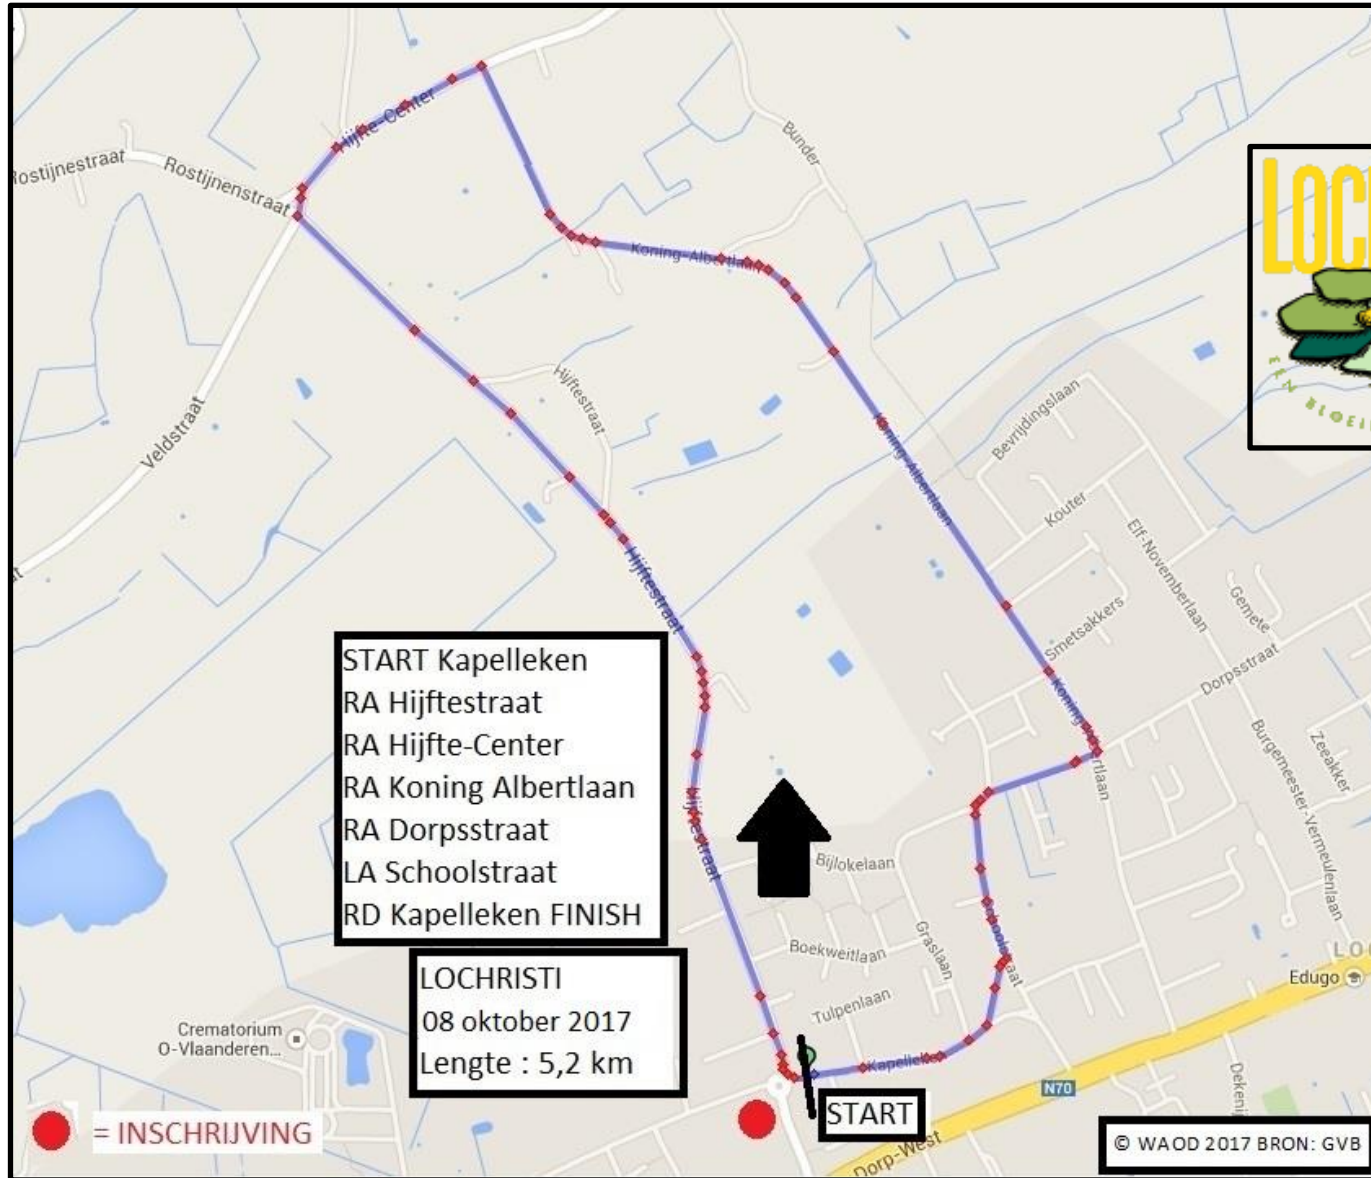 Hijfte-Center
Rostijnestraat
Rostijnenstraat
Bunder
Koning-Albertlaan
LOC
Hijftestraat
Veldstraat
Koning-Albertlaan
Bevrijdingslaan
Kouter
Elf-Novemberlaan
Gemete
Smetsakkers
Dorpsstraat
Hijftestraat
START Kapelleken
RA Hijftestraat
RA Hijfte-Center
RA Koning Albertlaan
RA Dorpsstraat
LA Schoolstraat
RD Kapelleken FINISH
Burgemeester-Vermeulenlaan
Zeeakker
Hijftestraat
Bijlokelaan
Boekweitlaan
Graslaan
Schoolstraat
Tulpenlaan
LOCHRISTI
08 oktober 2017
Lengte : 5,2 km
Edugo
Crematorium
O-Vlaanderen...
Kapelleken
N70
START
Dorp-West
= INSCHRIJVING
© WAOD 2017 BRON: GVB